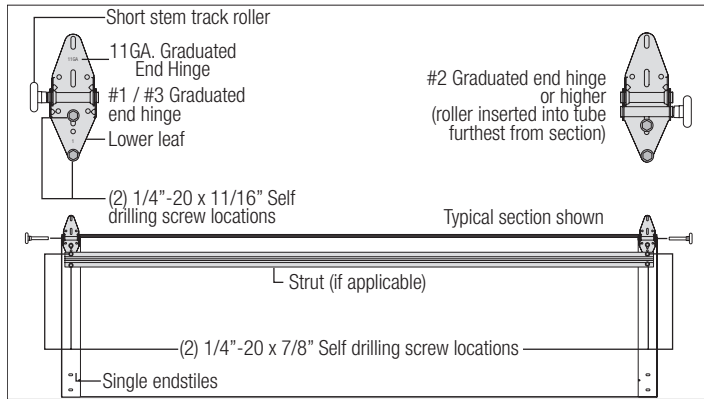 Short stem track roller
11GA. Graduated
End Hinge
#1 / #3 Graduated
end hinge
Lower leaf
(2) 1/4”-20 x 11/16” Self
drilling screw locations
11GA
#2 Graduated end hinge
or higher
(roller inserted into tube
furthest from section)
Typical section shown
Strut (if applicable)
(2) 1/4”-20 x 7/8” Self drilling screw locations
Single endstiles